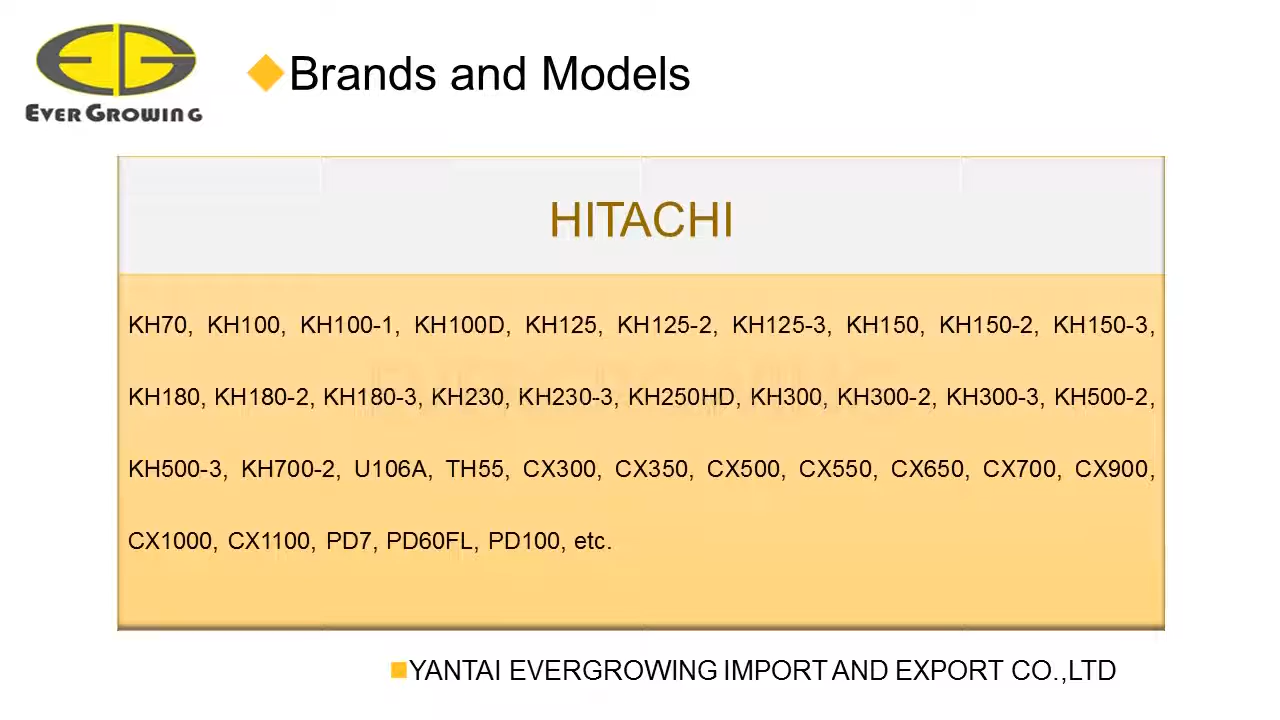 EVER GROWING
Brands and Models
HITACHI
KH70, KH100, KH100-1, KH100D, KH125, KH125-2, KH125-3, KH150, KH150-2, KH150-3,
KH180, KH180-2, KH180-3, KH230, KH230-3, KH250HD, KH300, KH300-2, KH300-3, KH500-2,
KH500-3, KH700-2, U106A, TH55, CX300, CX350, CX500, CX550, CX650, CX700, CX900,
CX1000, CX1100, PD7, PD60FL, PD100, etc.
YANTAI EVERGROWING IMPORT AND EXPORT CO.,LTD